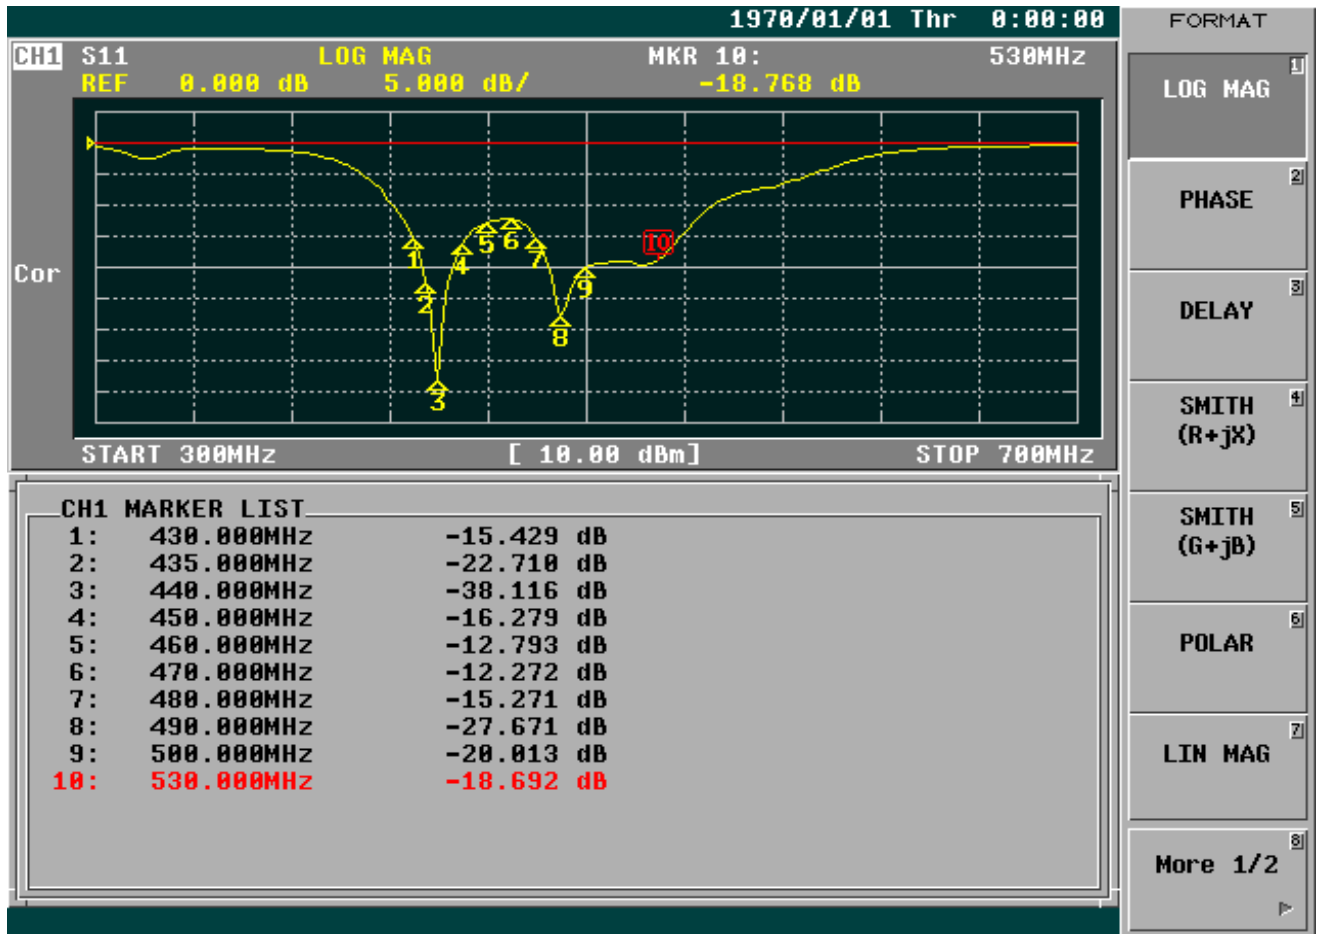 1970/01/01 Thr 0:00:00
CH1 S11 LOG MAG MKR 10: 530MHz
REF 0.000 dB 5.000 dB/ -18.768 dB
1
2
3
4
5
6
7
8
9
10
Cor
START 300MHz [ 10.00 dBm] STOP 700MHz
CH1 MARKER LIST
1: 430.000MHz -15.429 dB
2: 435.000MHz -22.710 dB
3: 440.000MHz -38.116 dB
4: 450.000MHz -16.279 dB
5: 460.000MHz -12.793 dB
6: 470.000MHz -12.272 dB
7: 480.000MHz -15.271 dB
8: 490.000MHz -27.671 dB
9: 500.000MHz -20.013 dB
10: 530.000MHz -18.692 dB
FORMAT
1
LOG MAG
2
PHASE
3
DELAY
4
SMITH
(R+jX)
5
SMITH
(G+jB)
6
POLAR
7
LIN MAG
8
More 1/2